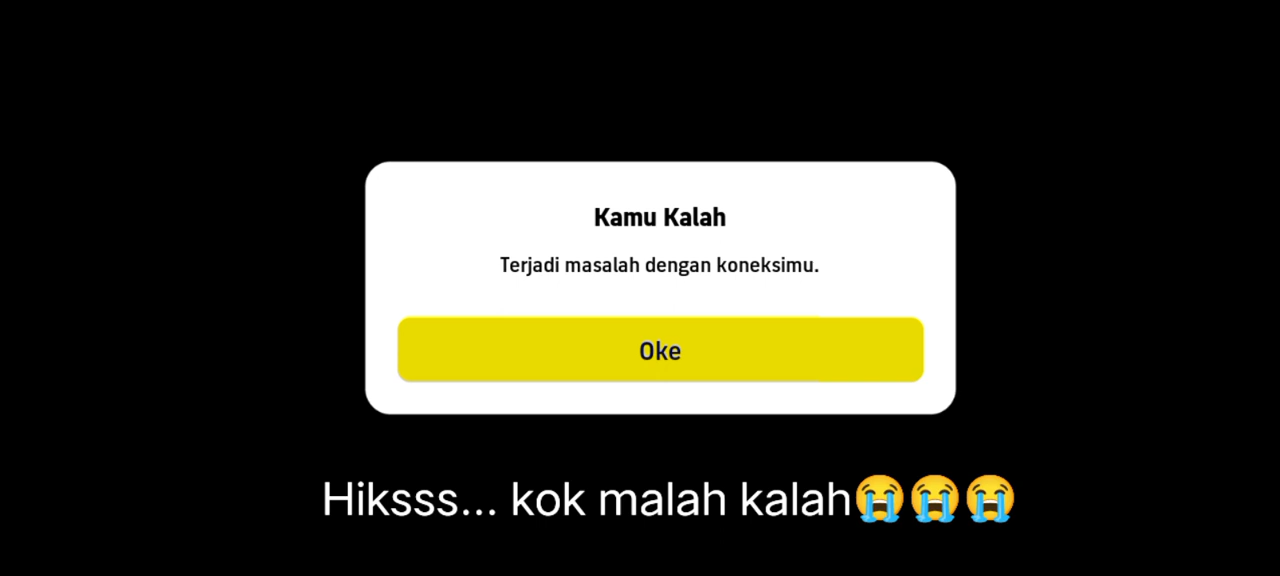 Kamu Kalah
Terjadi masalah dengan koneksimu.
Oke
Hiksss... kok malah kalah😭😭😭